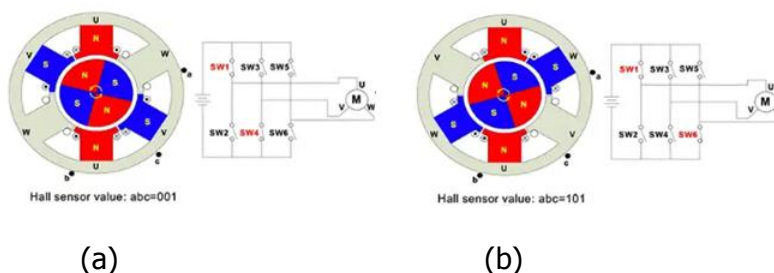 U
V
W
S
N
N
S
S
N
a
S
W
N
V
U
b
c
SW1 SW3 SW5
U
M
V W
SW2 SW4 SW6
Hall sensor value: abc=001
(a)
U
V
W
N
S
N
S
a
S
N
S
W
N
V
U
b
c
SW1 SW3 SW5
U
M
V W
SW2 SW4 SW6
Hall sensor value: abc=101
(b)